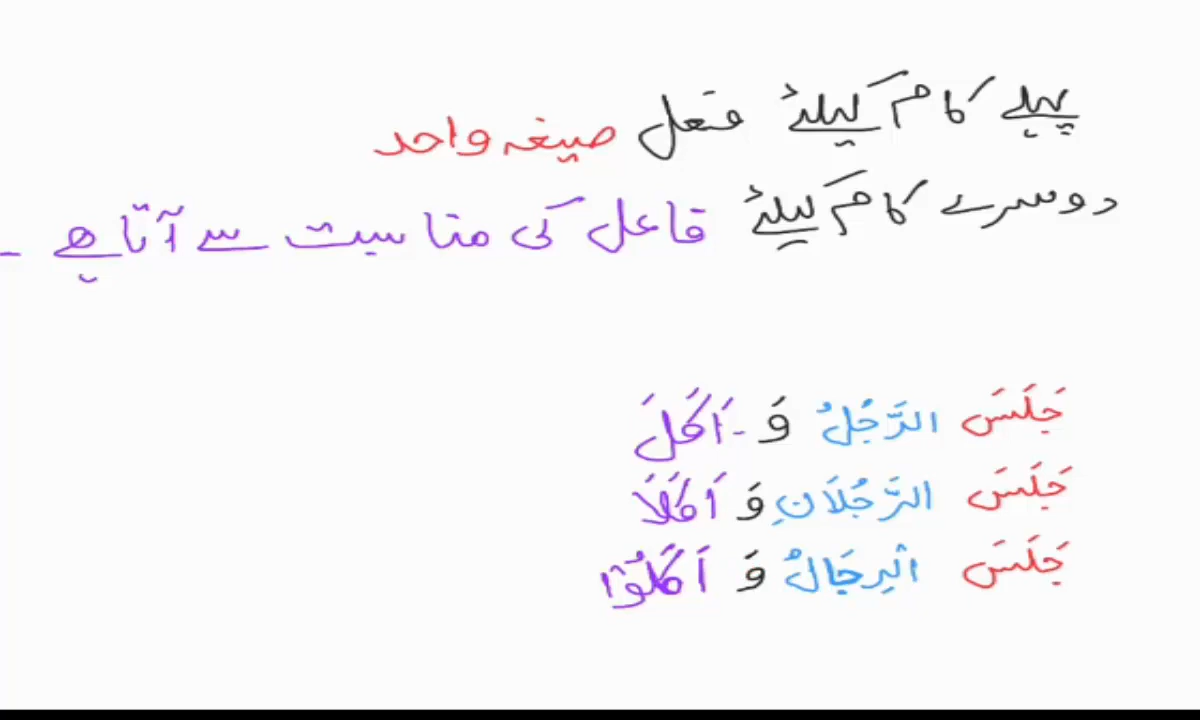 پہلے کام کیلئے فعل صیغہ واحد
دوسرے کام کیلئے فاعل کی مناسبت سے آتا ہے ۔
جَلَسَ الرَّجُلُ وَ اَکَلَ
جَلَسَ الرَّجُلَانِ وَ اَکَلَا
جَلَسَ الرِجَالُ وَ اَکَلُوْا